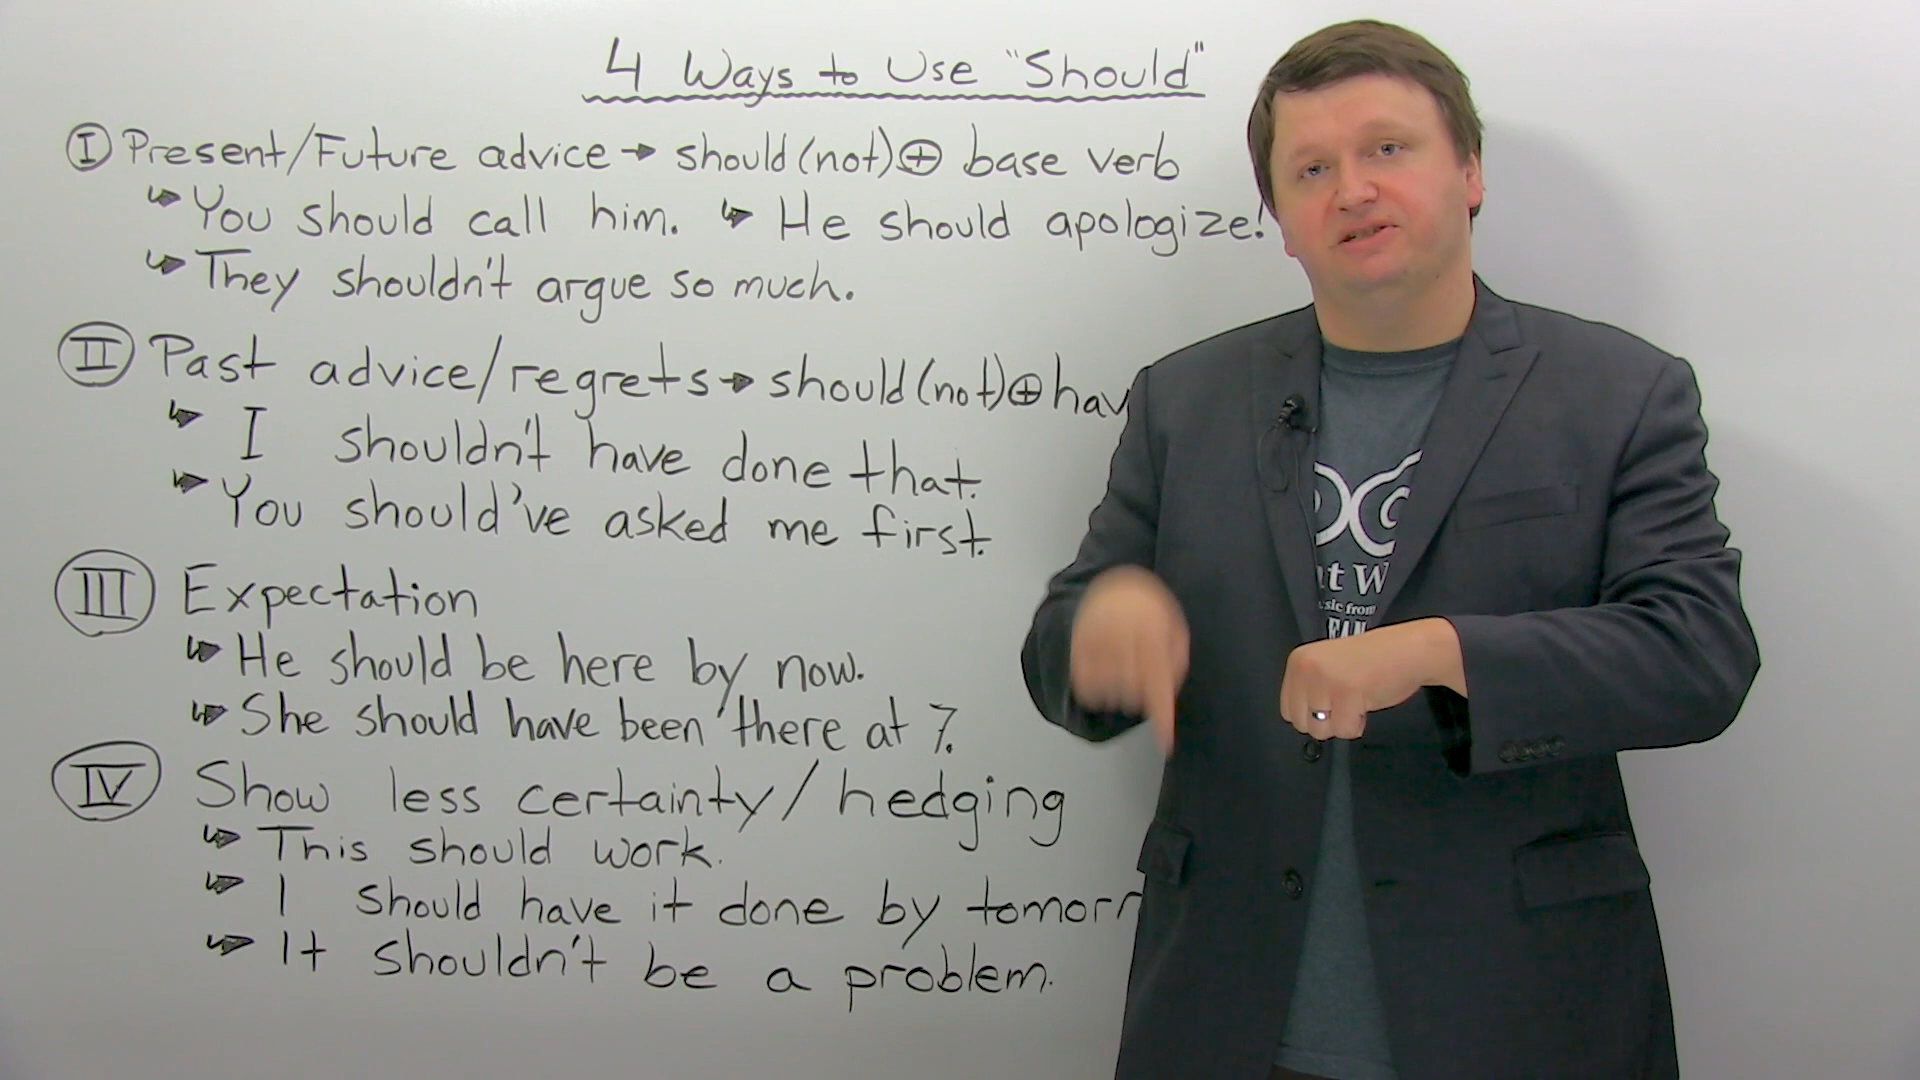 4 Ways to Use "Should"
I Present/Future advice → should (not) ⊕ base verb
↳ You should call him. ↳ He should apologize!
↳ They shouldn't argue so much.
II Past advice/regrets → should (not) ⊕ hav
↳ I shouldn't have done that.
↳ You should've asked me first.
III Expectation
↳ He should be here by now.
↳ She should have been there at 7.
IV Show less certainty/hedging
↳ This should work.
↳ I should have it done by tomorr
↳ It shouldn't be a problem.